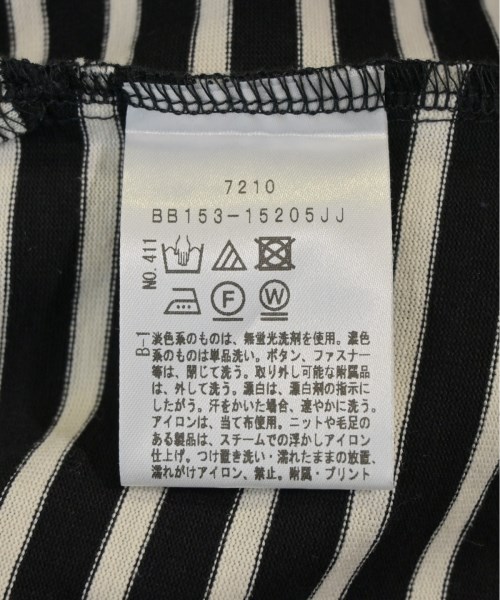 7210
BB153-15205JJ
NO.411
F
W
B-1
淡色系のものは、無蛍光洗剤を使用。濃色
系のものは単品洗い。ボタン、ファスナー
等は、閉じて洗う。取り外し可能な附属品
は、外して洗う。漂白は、漂白剤の指示に
したがう。汗をかいた場合、速やかに洗う。
アイロンは、当て布使用。ニットや毛足の
ある製品は、スチームでの浮かしアイロン
仕上げ。つけ置き洗い・濡れたままの放置、
濡れがけアイロン、禁止。附属・プリント